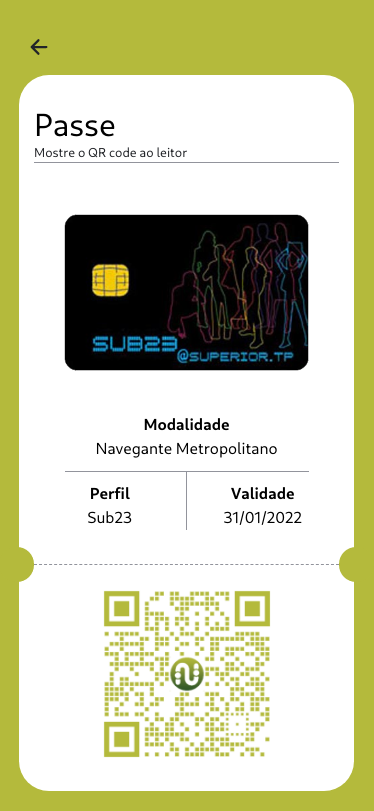 Passe
Mostre o QR code ao leitor
SUB23
@SUPERIOR.TP
Modalidade
Navegante Metropolitano
Perfil
Validade
Sub23
31/01/2022